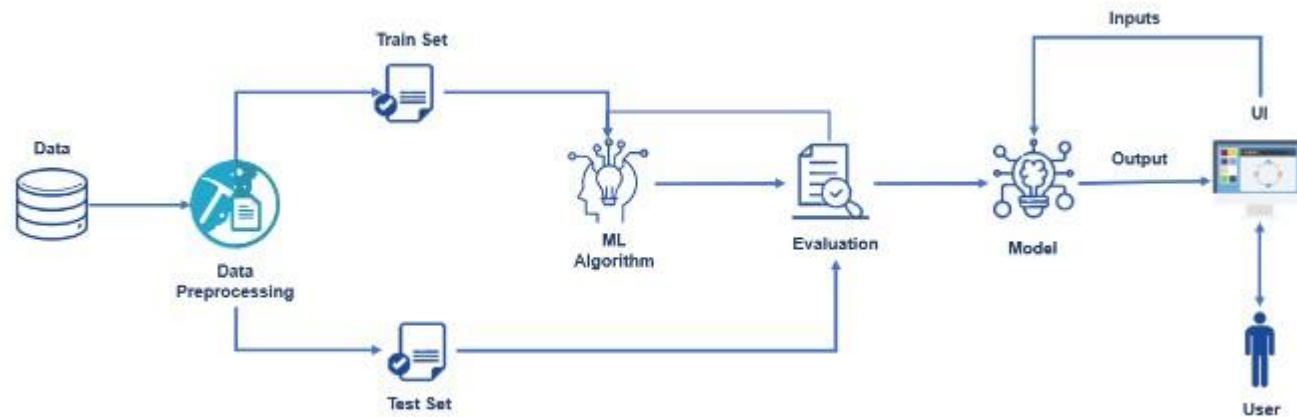 Inputs
Train Set
UI
Data
Output
ML
Algorithm
Evaluation
Model
Data
Preprocessing
Test Set
User